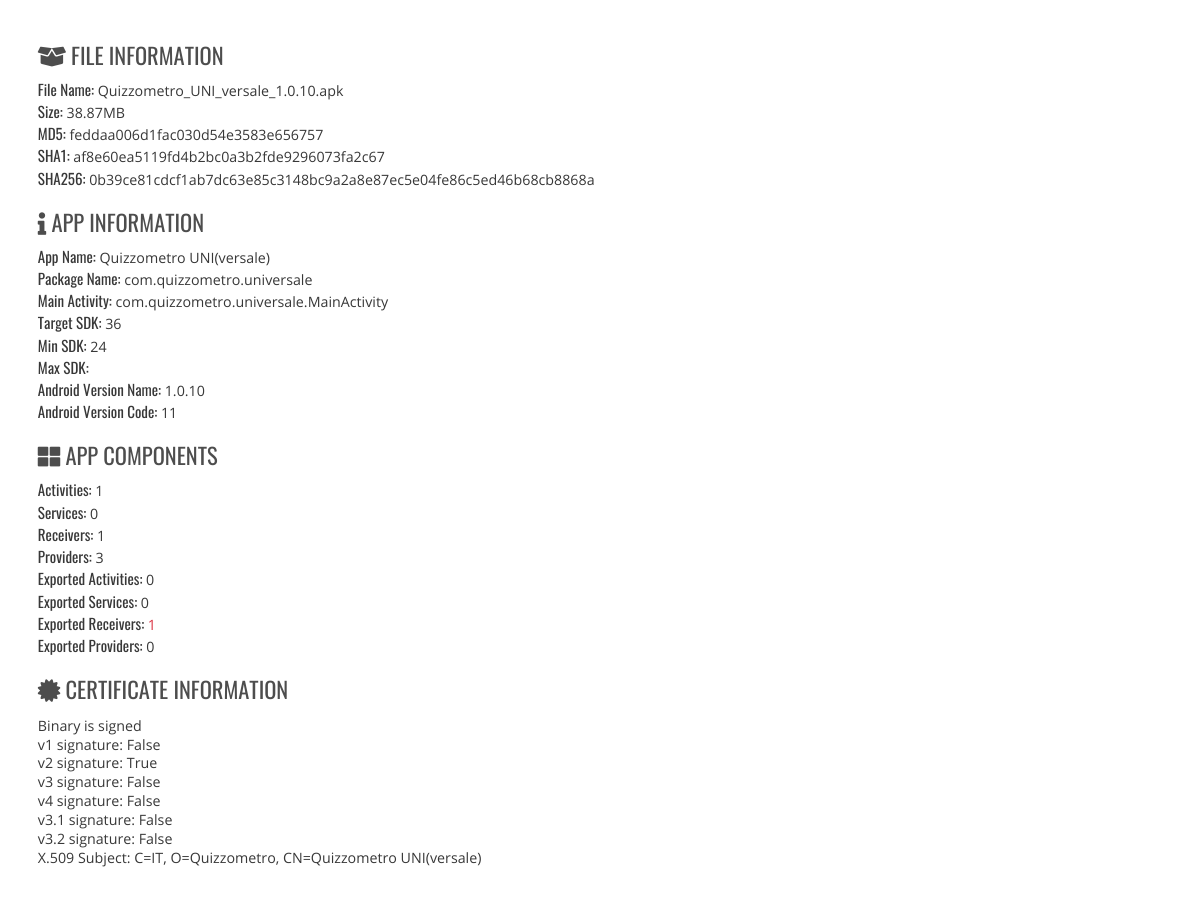 FILE INFORMATION
File Name: Quizzometro_UNI_versale_1.0.10.apk
Size: 38.87MB
MD5: feddaa006d1fac030d54e3583e656757
SHA1: af8e60ea5119fd4b2bc0a3b2fde9296073fa2c67
SHA256: 0b39ce81cdcf1ab7dc63e85c3148bc9a2a8e87ec5e04fe86c5ed46b68cb8868a
APP INFORMATION
App Name: Quizzometro UNI(versale)
Package Name: com.quizzometro.universale
Main Activity: com.quizzometro.universale.MainActivity
Target SDK: 36
Min SDK: 24
Max SDK:
Android Version Name: 1.0.10
Android Version Code: 11
APP COMPONENTS
Activities: 1
Services: 0
Receivers: 1
Providers: 3
Exported Activities: 0
Exported Services: 0
Exported Receivers: 1
Exported Providers: 0
CERTIFICATE INFORMATION
Binary is signed
v1 signature: False
v2 signature: True
v3 signature: False
v4 signature: False
v3.1 signature: False
v3.2 signature: False
X.509 Subject: C=IT, O=Quizzometro, CN=Quizzometro UNI(versale)